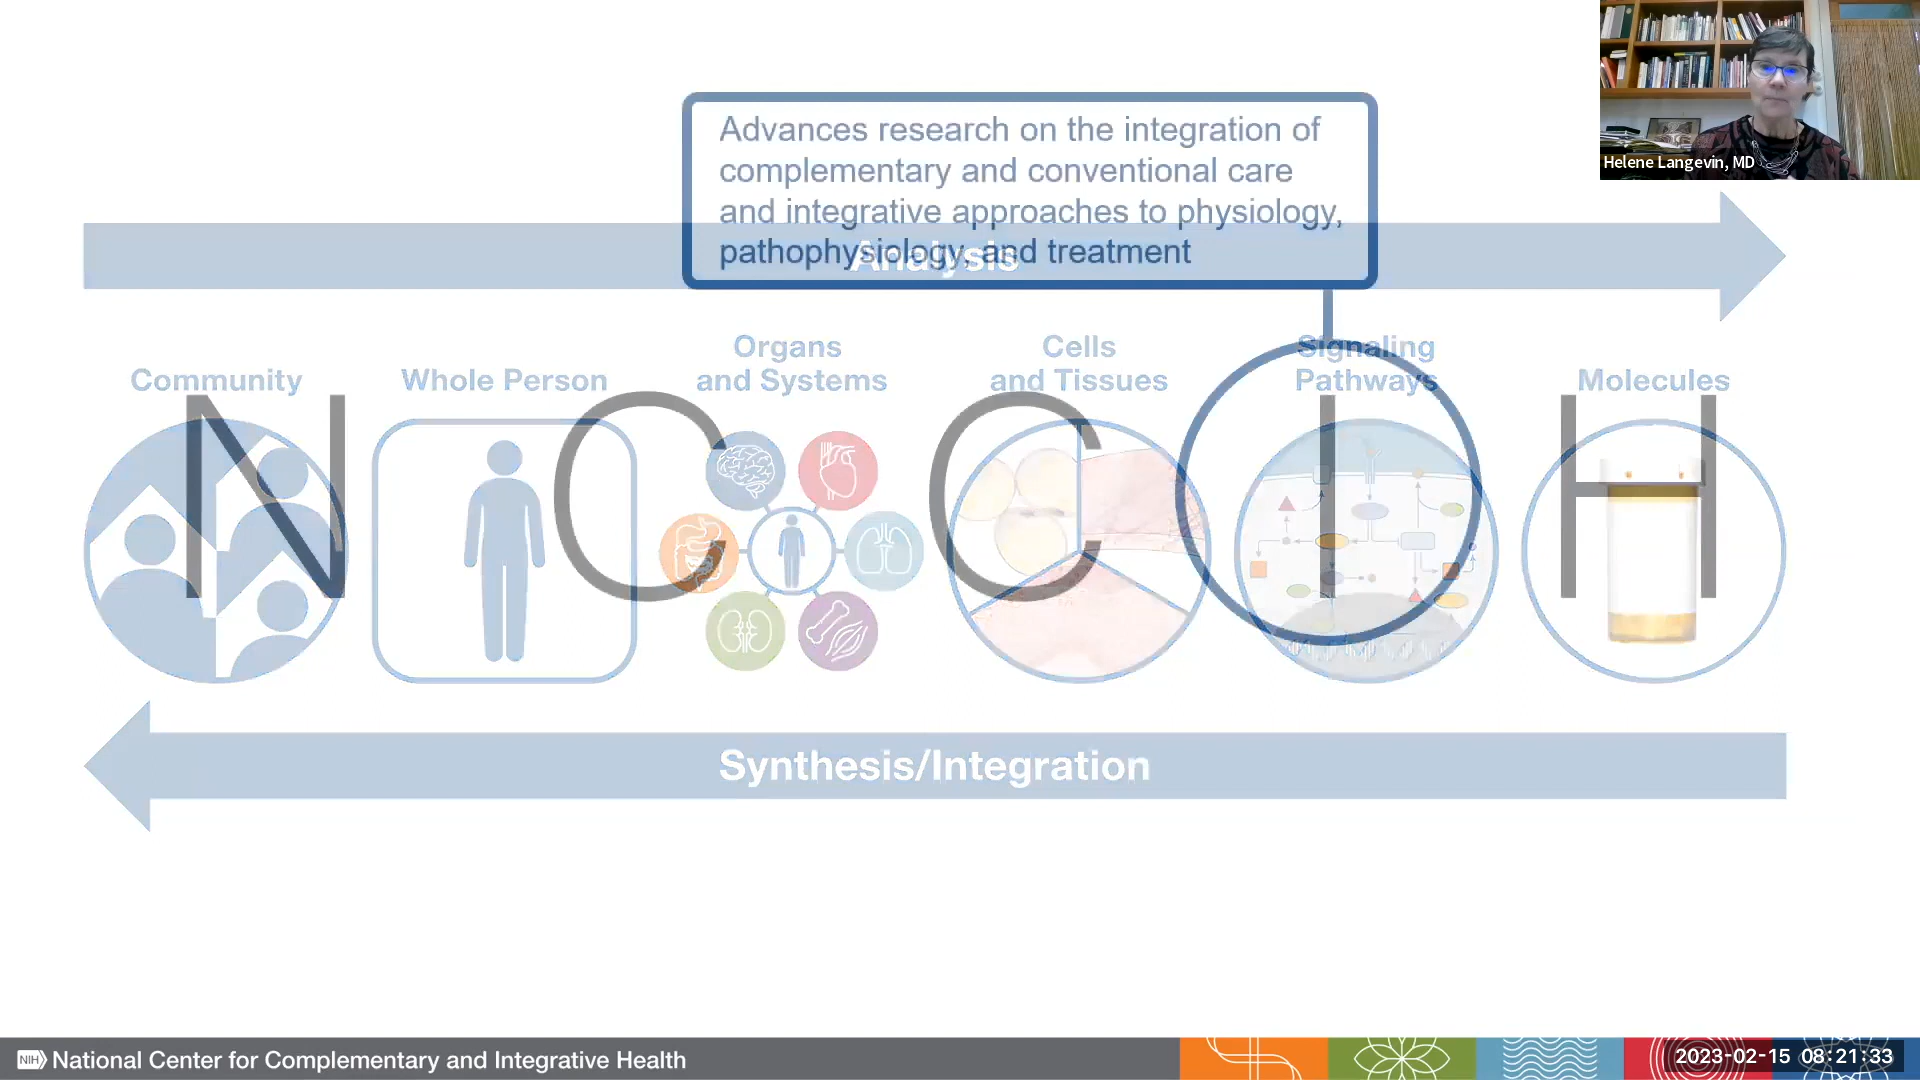 Helene Langevin, MD
Advances research on the integration of
complementary and conventional care
and integrative approaches to physiology,
pathophysiology, and treatment
Analysis
Community
Whole Person
Organs
and Systems
Cells
and Tissues
Signaling
Pathways
Molecules
N C C I H
Synthesis/Integration
NIH National Center for Complementary and Integrative Health
2023-02-15 08:21:33